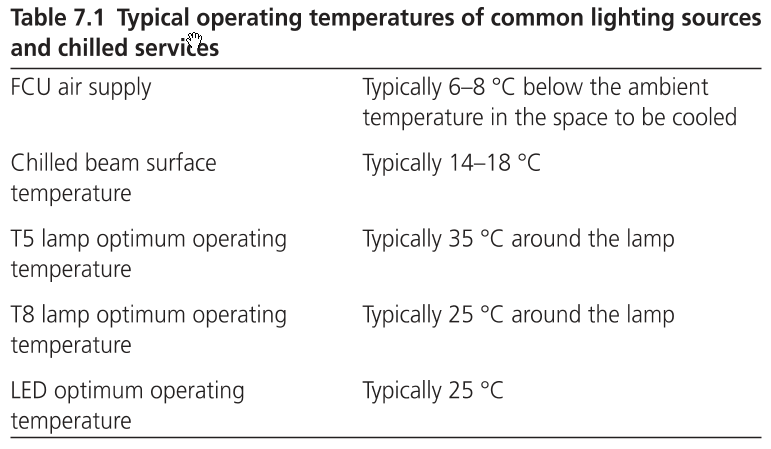 Table 7.1 Typical operating temperatures of common lighting sources
and chilled services
FCU air supply Typically 6–8 °C below the ambient
temperature in the space to be cooled
Chilled beam surface Typically 14–18 °C
temperature
T5 lamp optimum operating Typically 35 °C around the lamp
temperature
T8 lamp optimum operating Typically 25 °C around the lamp
temperature
LED optimum operating Typically 25 °C
temperature